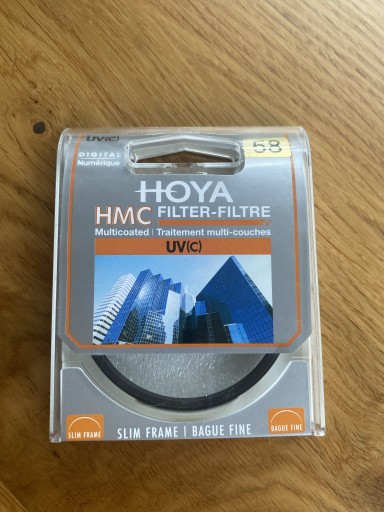 UV(C)
58
DIGITAL
Numérique
HOYA
HMC FILTER-FILTRE
Multicoated | Traitement multi-couches
UV(C)
SLIM FRAME
SLIM FRAME | BAGUE FINE
BAGUE FINE